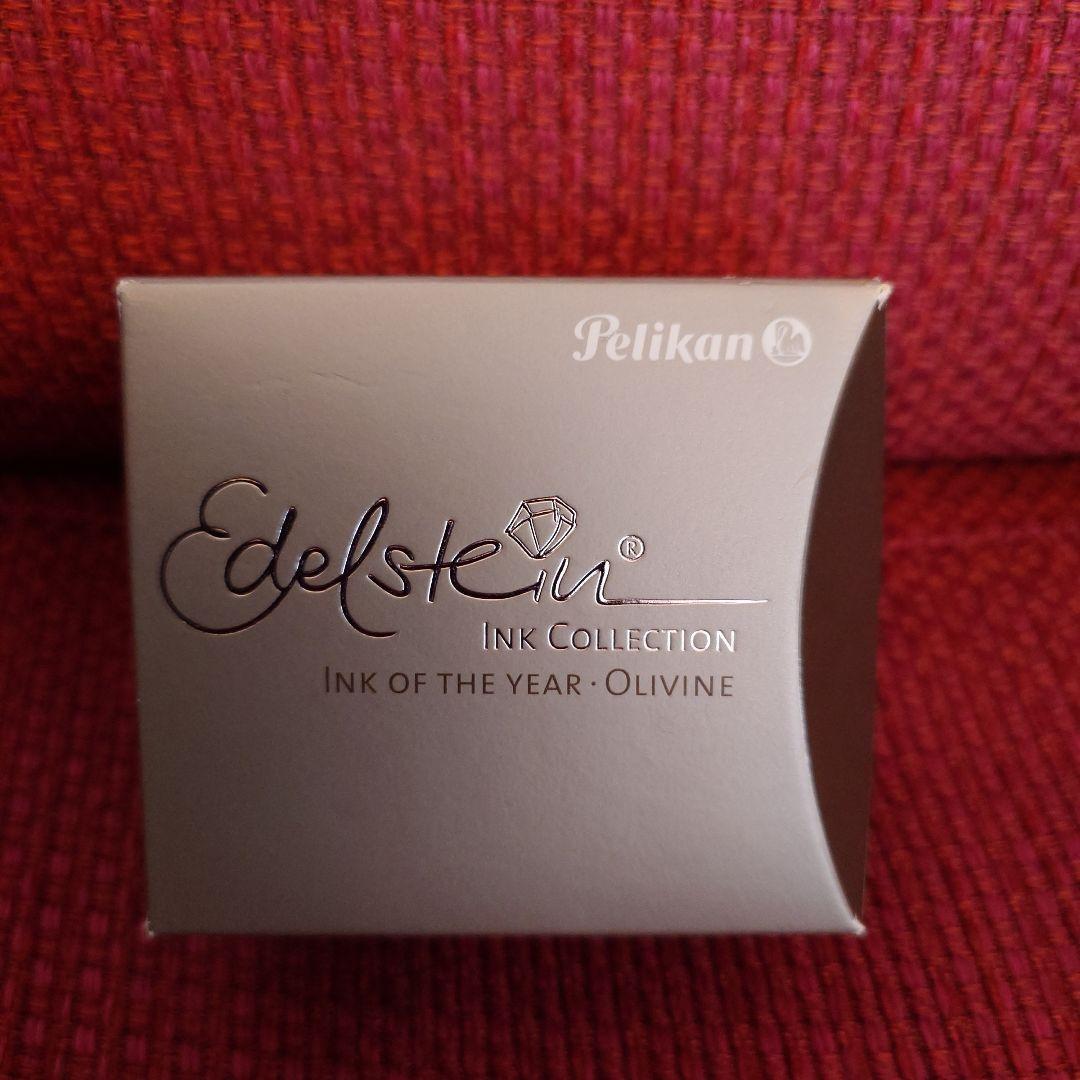 Pelikan
Edelstein®
INK COLLECTION
INK OF THE YEAR · OLIVINE